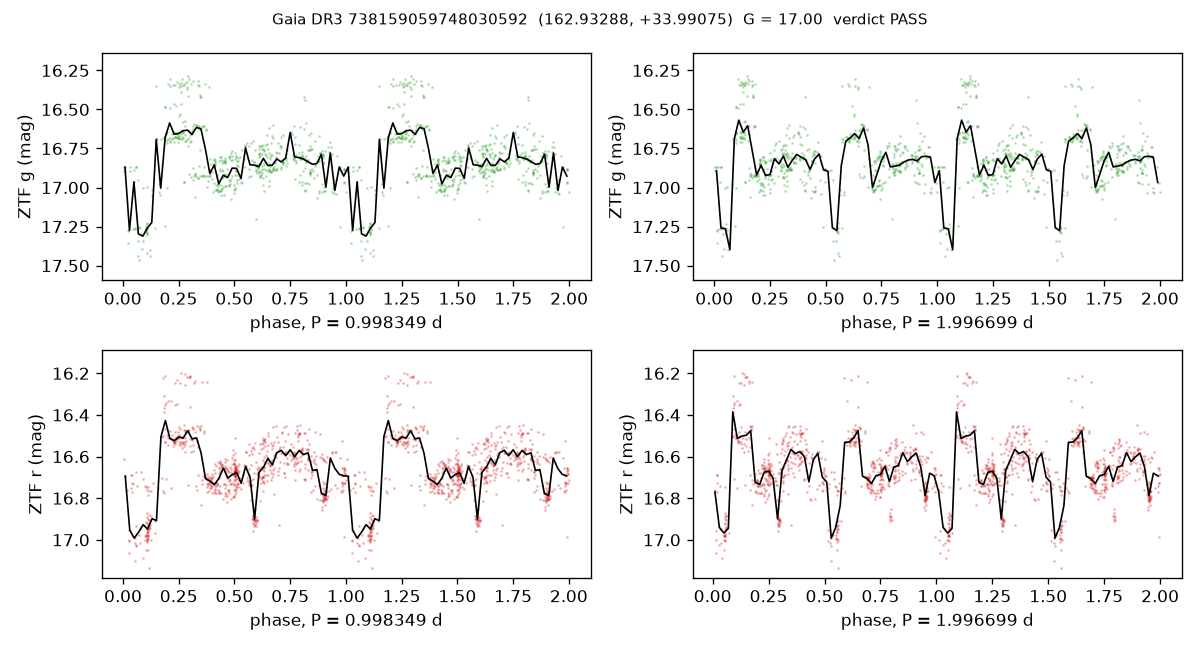 Gaia DR3 738159059748030592 (162.93288, +33.99075) G = 17.00 verdict PASS
ZTF g (mag)
16.25
16.50
16.75
17.00
17.25
17.50
0.00 0.25 0.50 0.75 1.00 1.25 1.50 1.75 2.00
phase, P = 0.998349 d
ZTF g (mag)
16.25
16.50
16.75
17.00
17.25
17.50
0.00 0.25 0.50 0.75 1.00 1.25 1.50 1.75 2.00
phase, P = 1.996699 d
ZTF r (mag)
16.2
16.4
16.6
16.8
17.0
0.00 0.25 0.50 0.75 1.00 1.25 1.50 1.75 2.00
phase, P = 0.998349 d
ZTF r (mag)
16.2
16.4
16.6
16.8
17.0
0.00 0.25 0.50 0.75 1.00 1.25 1.50 1.75 2.00
phase, P = 1.996699 d